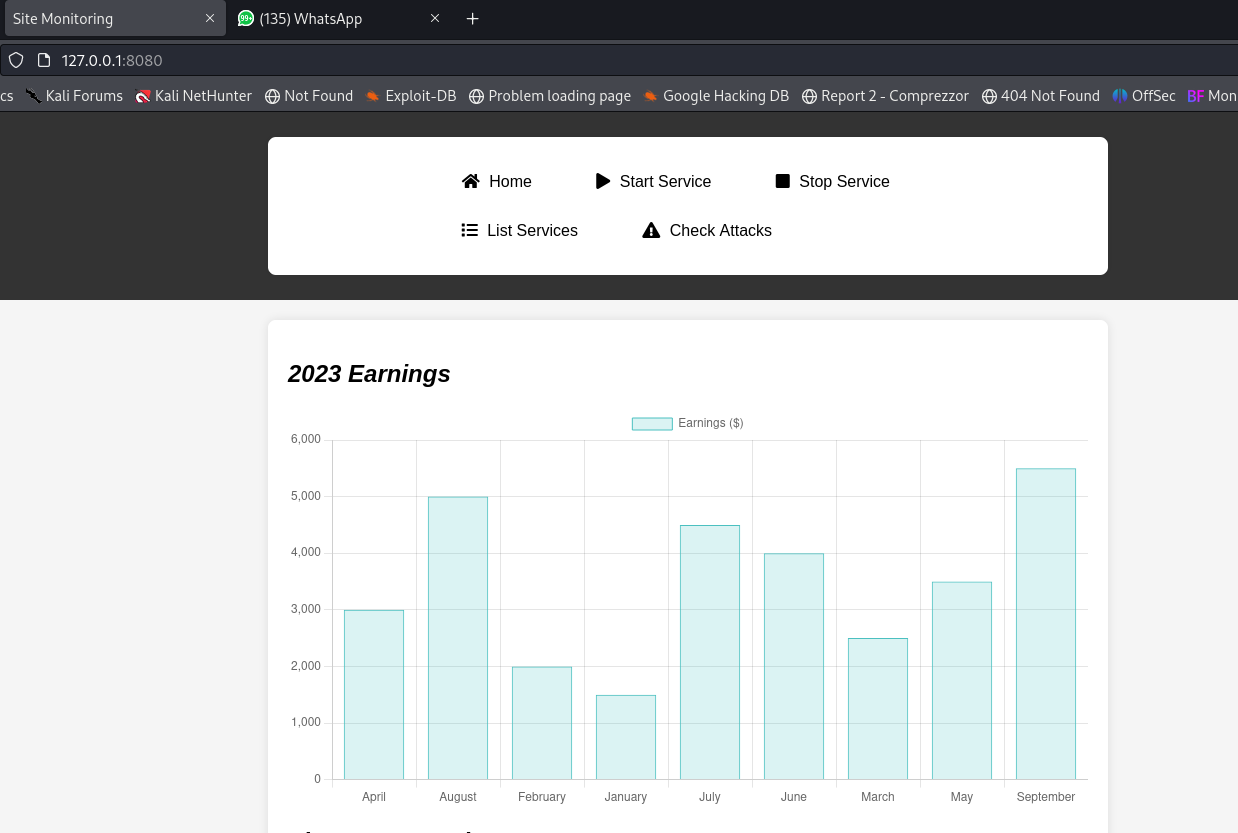 Site Monitoring
(135) WhatsApp
127.0.0.1:8080
cs Kali Forums Kali NetHunter Not Found Exploit-DB Problem loading page Google Hacking DB Report 2 - Comprezzor 404 Not Found OffSec BF Mon
Home Start Service Stop Service
List Services Check Attacks
2023 Earnings
Earnings ($)
6,000
5,000
4,000
3,000
2,000
1,000
0
April August February January July June March May September